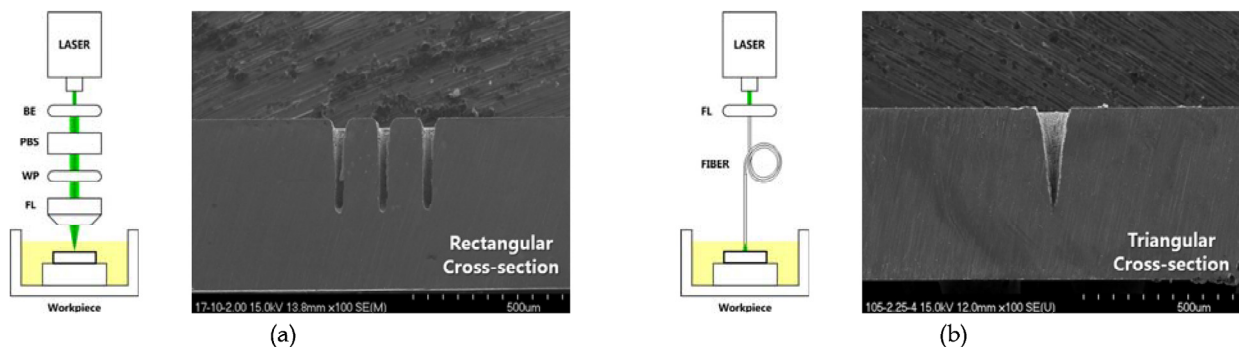 LASER
BE
PBS
WP
FL
Workpiece
Rectangular
Cross-section
17-10-2.00 15.0kV 13.8mm x100 SE(M)
500um
(a)
LASER
FL
FIBER
Workpiece
Triangular
Cross-section
105-2.25-4 15.0kV 12.0mm x100 SE(U)
500um
(b)